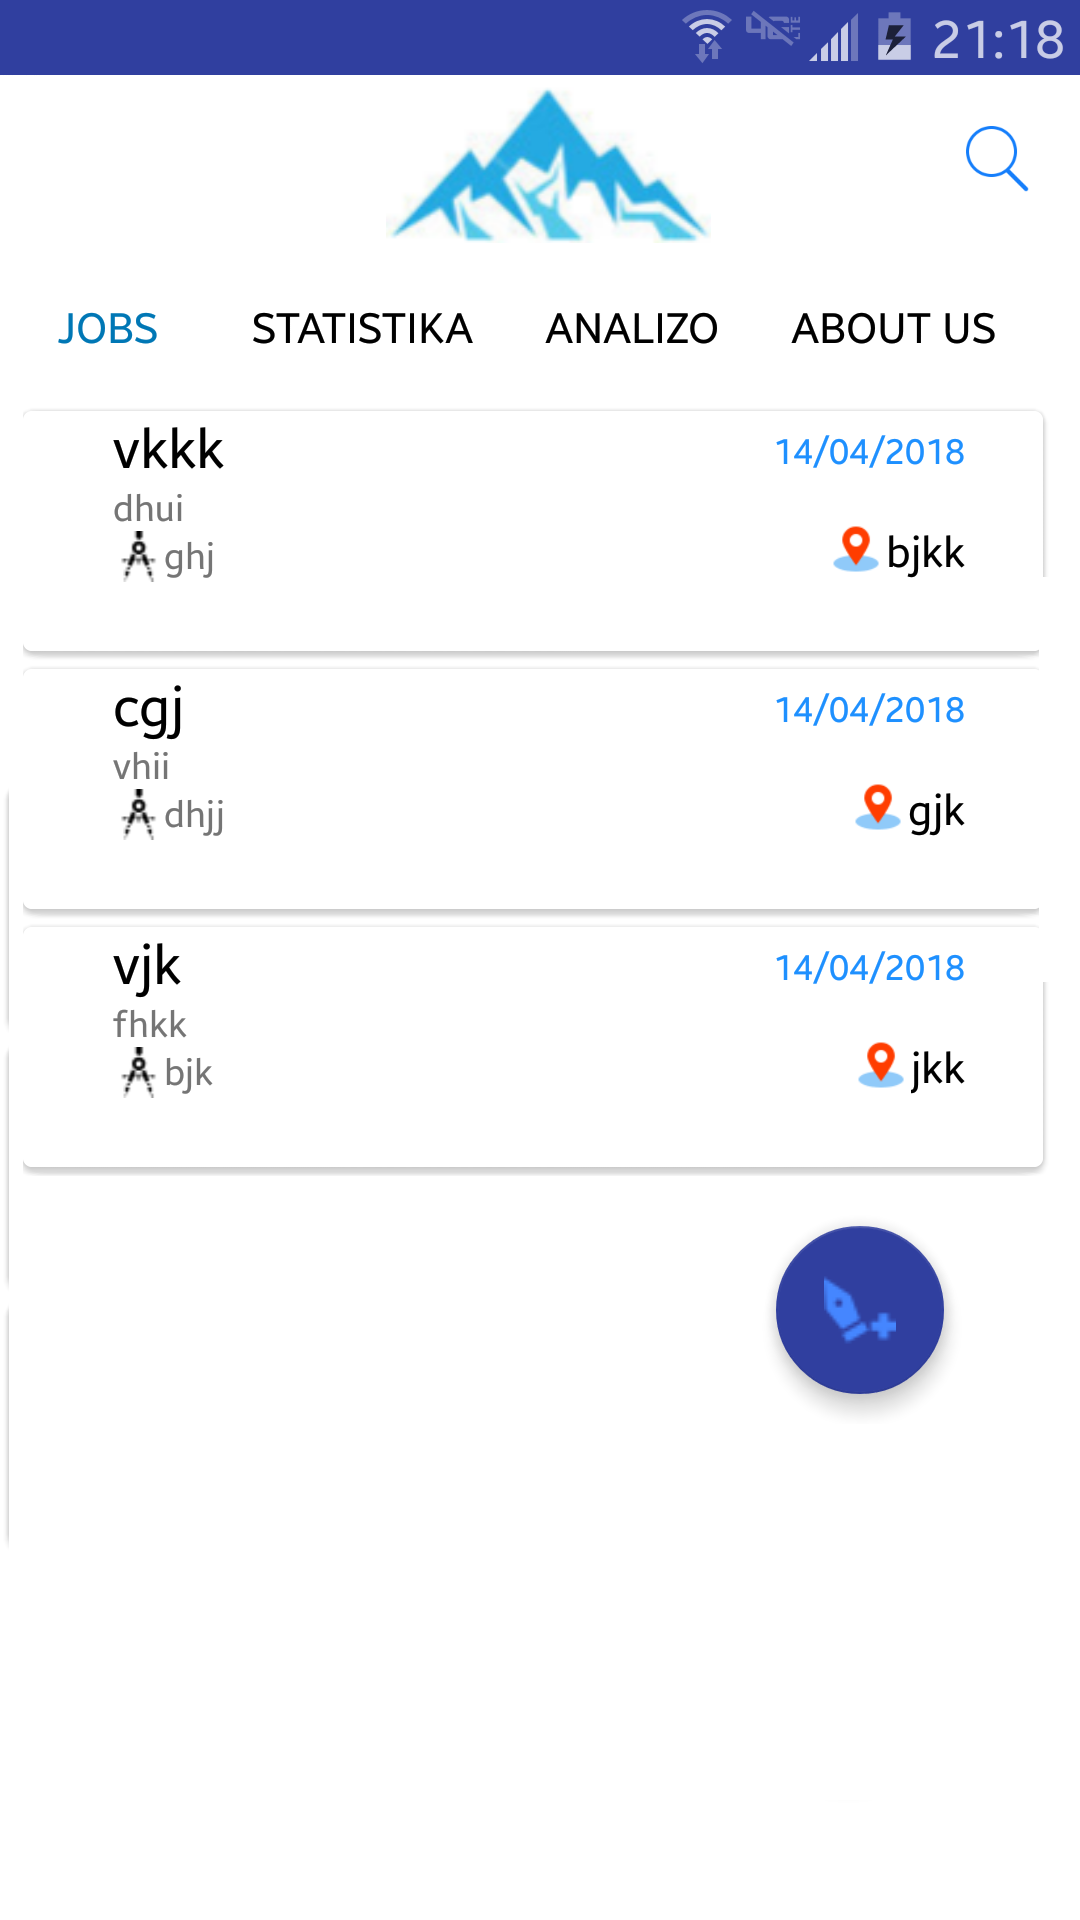 21:18
JOBS STATISTIKA ANALIZO ABOUT US
vkkk 14/04/2018
dhui
ghj bjkk
cgj 14/04/2018
vhii
dhjj gjk
vjk 14/04/2018
fhkk
bjk jkk